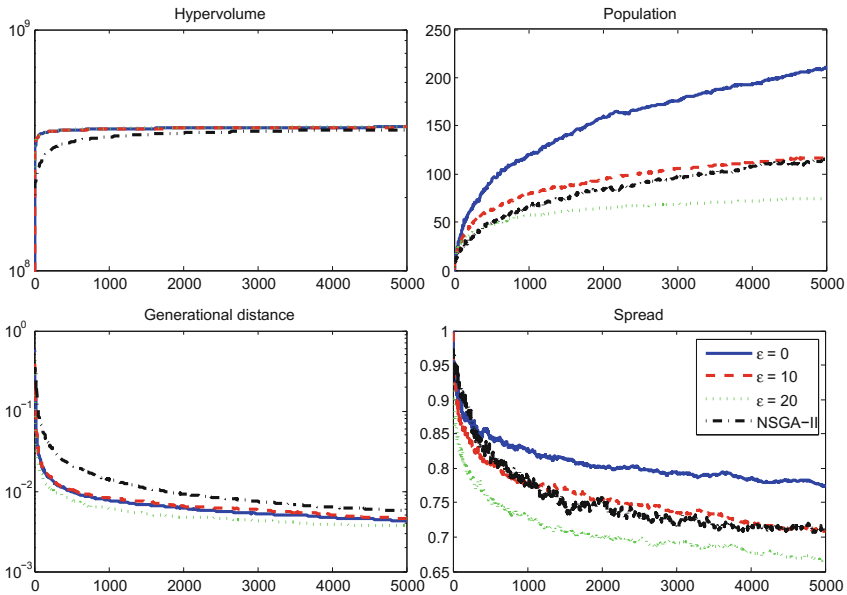 Hypervolume
10^9
10^8
0 1000 2000 3000 4000 5000
Population
250
200
150
100
50
0
0 1000 2000 3000 4000 5000
Generational distance
10^0
10^−1
10^−2
10^−3
0 1000 2000 3000 4000 5000
Spread
1
0.95
0.9
0.85
0.8
0.75
0.7
0.65
0 1000 2000 3000 4000 5000
ε = 0
ε = 10
ε = 20
NSGA−II